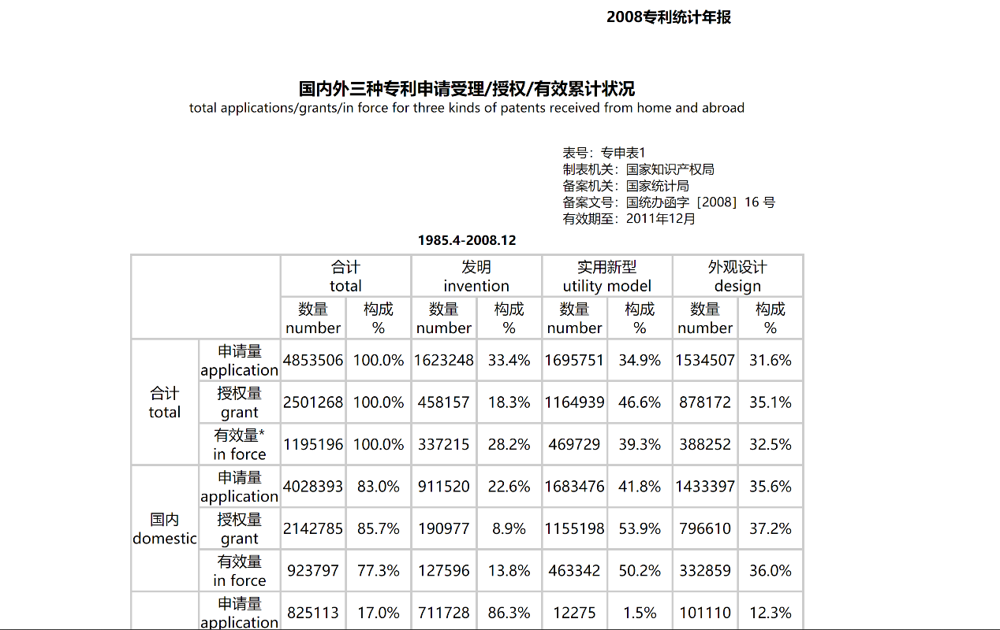 2008专利统计年报
国内外三种专利申请受理/授权/有效累计状况
total applications/grants/in force for three kinds of patents received from home and abroad
表号：专申表1
制表机关：国家知识产权局
备案机关：国家统计局
备案文号：国统办函字［2008］16 号
有效期至：2011年12月
1985.4-2008.12
合计 发明 实用新型 外观设计
total invention utility model design
数量 构成 数量 构成 数量 构成 数量 构成
number % number % number % number %
合计
total
申请量
application
4853506 100.0% 1623248 33.4% 1695751 34.9% 1534507 31.6%
授权量
grant
2501268 100.0% 458157 18.3% 1164939 46.6% 878172 35.1%
有效量*
in force
1195196 100.0% 337215 28.2% 469729 39.3% 388252 32.5%
国内
domestic
申请量
application
4028393 83.0% 911520 22.6% 1683476 41.8% 1433397 35.6%
授权量
grant
2142785 85.7% 190977 8.9% 1155198 53.9% 796610 37.2%
有效量
in force
923797 77.3% 127596 13.8% 463342 50.2% 332859 36.0%
申请量
application
825113 17.0% 711728 86.3% 12275 1.5% 101110 12.3%